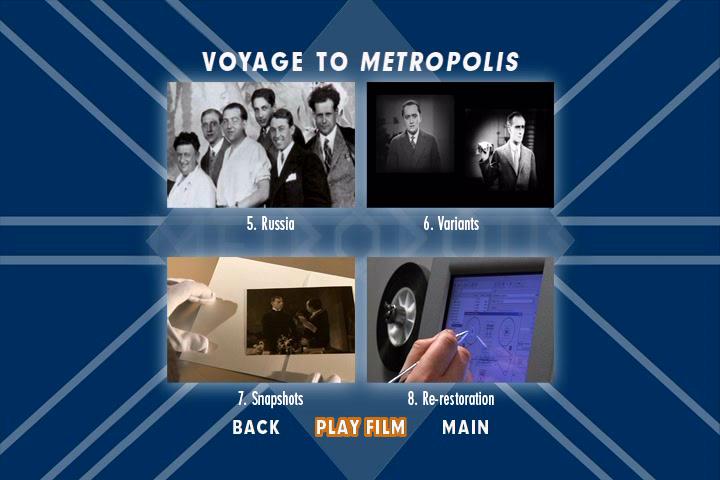 VOYAGE TO METROPOLIS
5. Russia
6. Variants
7. Snapshots
8. Re-restoration
BACK
PLAY FILM
MAIN